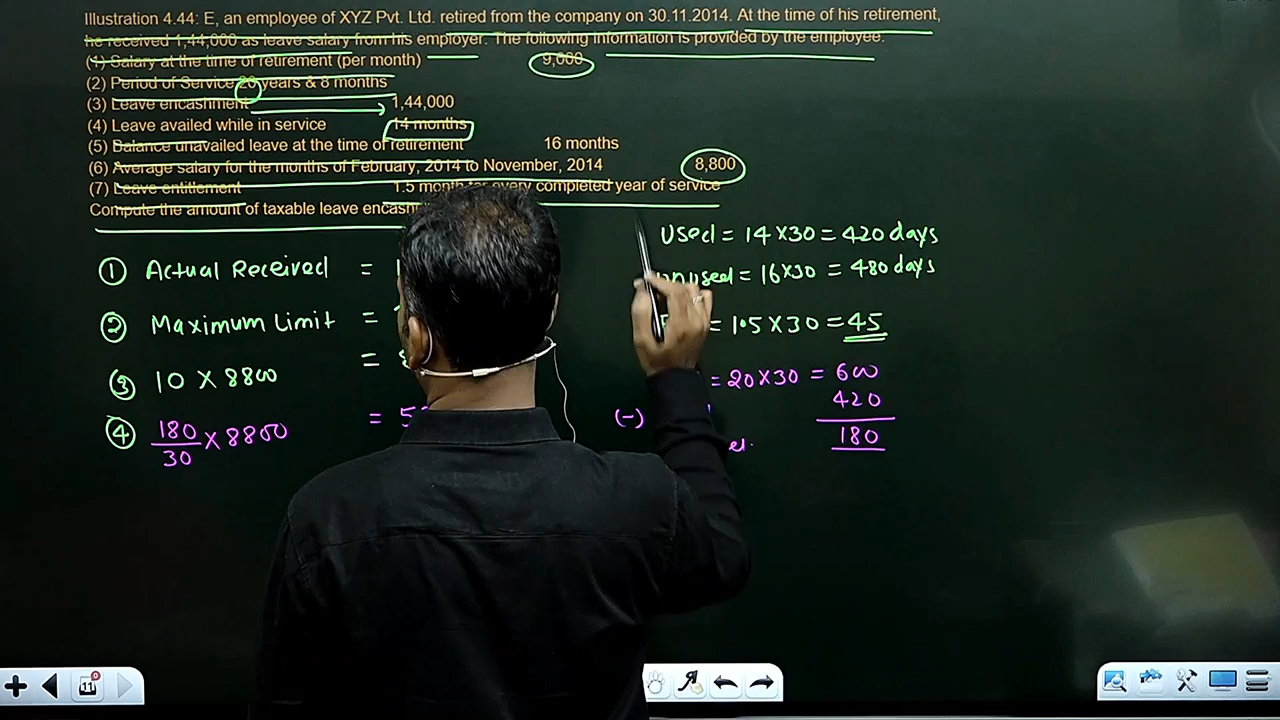 Illustration 4.44: E, an employee of XYZ Pvt. Ltd. retired from the company on 30.11.2014. At the time of his retirement,
he received 1,44,000 as leave salary from his employer. The following information is provided by the employee.
(1) Salary at the time of retirement (per month) 9,000
(2) Period of Service 20 years & 8 months
(3) Leave encashment 1,44,000
(4) Leave availed while in service 14 months
(5) Balance unavailed leave at the time of retirement 16 months
(6) Average salary for the months of February, 2014 to November, 2014 8,800
(7) Leave entitlement 1.5 month for every completed year of service
Compute the amount of taxable leave
Used = 14 × 30 = 420 days
① Actual Received =
unused = 16 × 30 = 480 days
② Maximum Limit =
= 1.5 × 30 = 45
③ 10 × 8800 =
= 20 × 30 = 600
(-) 420
④ 180/30 × 8800 =
180
11